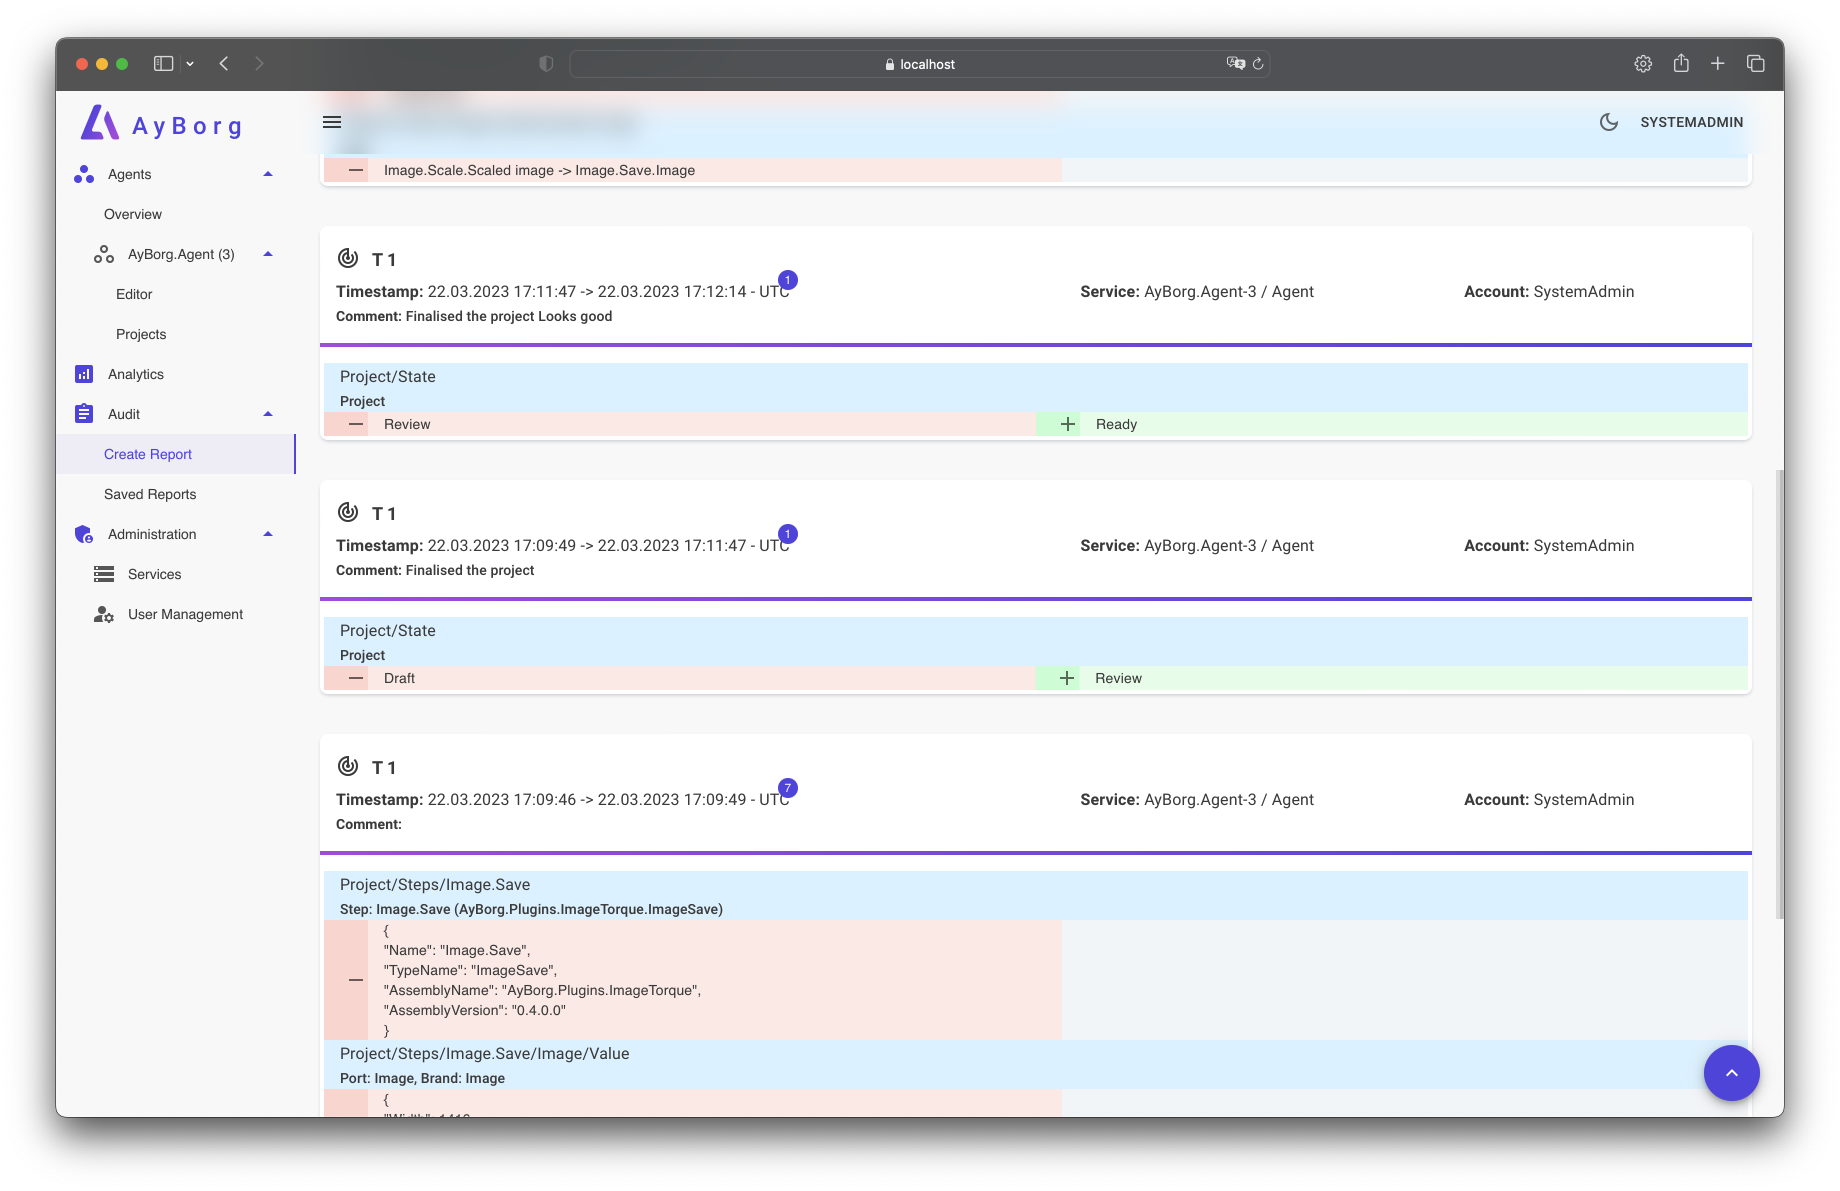 localhost
AyBorg
SYSTEMADMIN
Agents
Overview
AyBorg.Agent (3)
Editor
Projects
Analytics
Audit
Create Report
Saved Reports
Administration
Services
User Management
Image.Scale.Scaled image -> Image.Save.Image
T 1
1
Timestamp: 22.03.2023 17:11:47 -> 22.03.2023 17:12:14 - UTC
Service: AyBorg.Agent-3 / Agent
Account: SystemAdmin
Comment: Finalised the project Looks good
Project/State
Project
— Review
+ Ready
T 1
1
Timestamp: 22.03.2023 17:09:49 -> 22.03.2023 17:11:47 - UTC
Service: AyBorg.Agent-3 / Agent
Account: SystemAdmin
Comment: Finalised the project
Project/State
Project
— Draft
+ Review
T 1
7
Timestamp: 22.03.2023 17:09:46 -> 22.03.2023 17:09:49 - UTC
Service: AyBorg.Agent-3 / Agent
Account: SystemAdmin
Comment:
Project/Steps/Image.Save
Step: Image.Save (AyBorg.Plugins.ImageTorque.ImageSave)
{
"Name": "Image.Save",
"TypeName": "ImageSave",
"AssemblyName": "AyBorg.Plugins.ImageTorque",
"AssemblyVersion": "0.4.0.0"
}
Project/Steps/Image.Save/Image/Value
Port: Image, Brand: Image
{